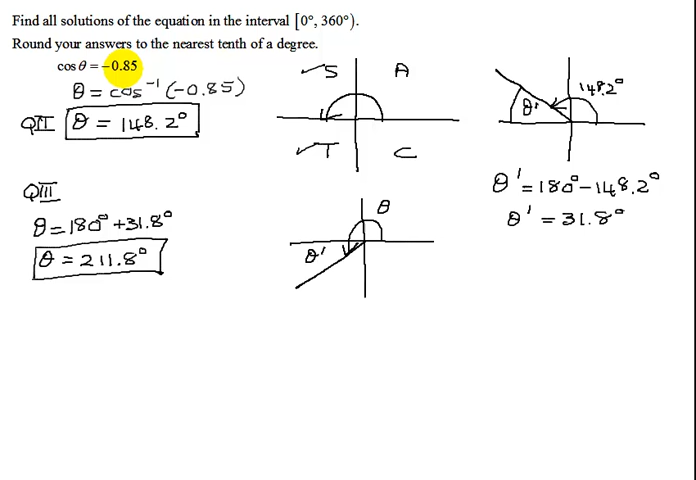 Find all solutions of the equation in the interval [0°, 360°).
Round your answers to the nearest tenth of a degree.
cos θ = −0.85
θ = cos⁻¹ (−0.85)
QII θ = 148.2°
QIII
θ = 180° + 31.8°
θ = 211.8°
✓S A
✓T C
θ
θ'
148.2°
θ'
θ' = 180° − 148.2°
θ' = 31.8°